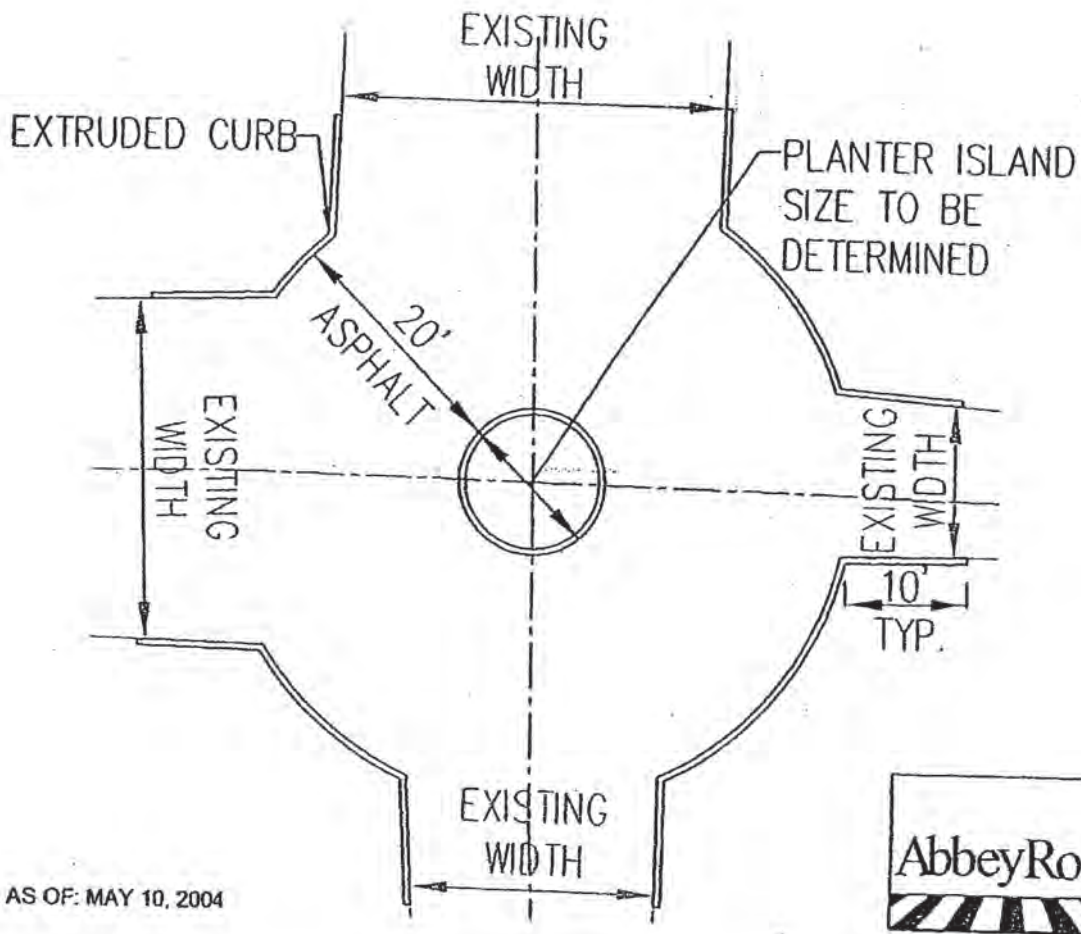 EXISTING
WIDTH
EXTRUDED CURB
PLANTER ISLAND
SIZE TO BE
DETERMINED
20'
ASPHALT
EXISTING
WIDTH
EXISTING
WIDTH
10'
TYP.
EXISTING
WIDTH
AS OF: MAY 10, 2004
AbbeyRo